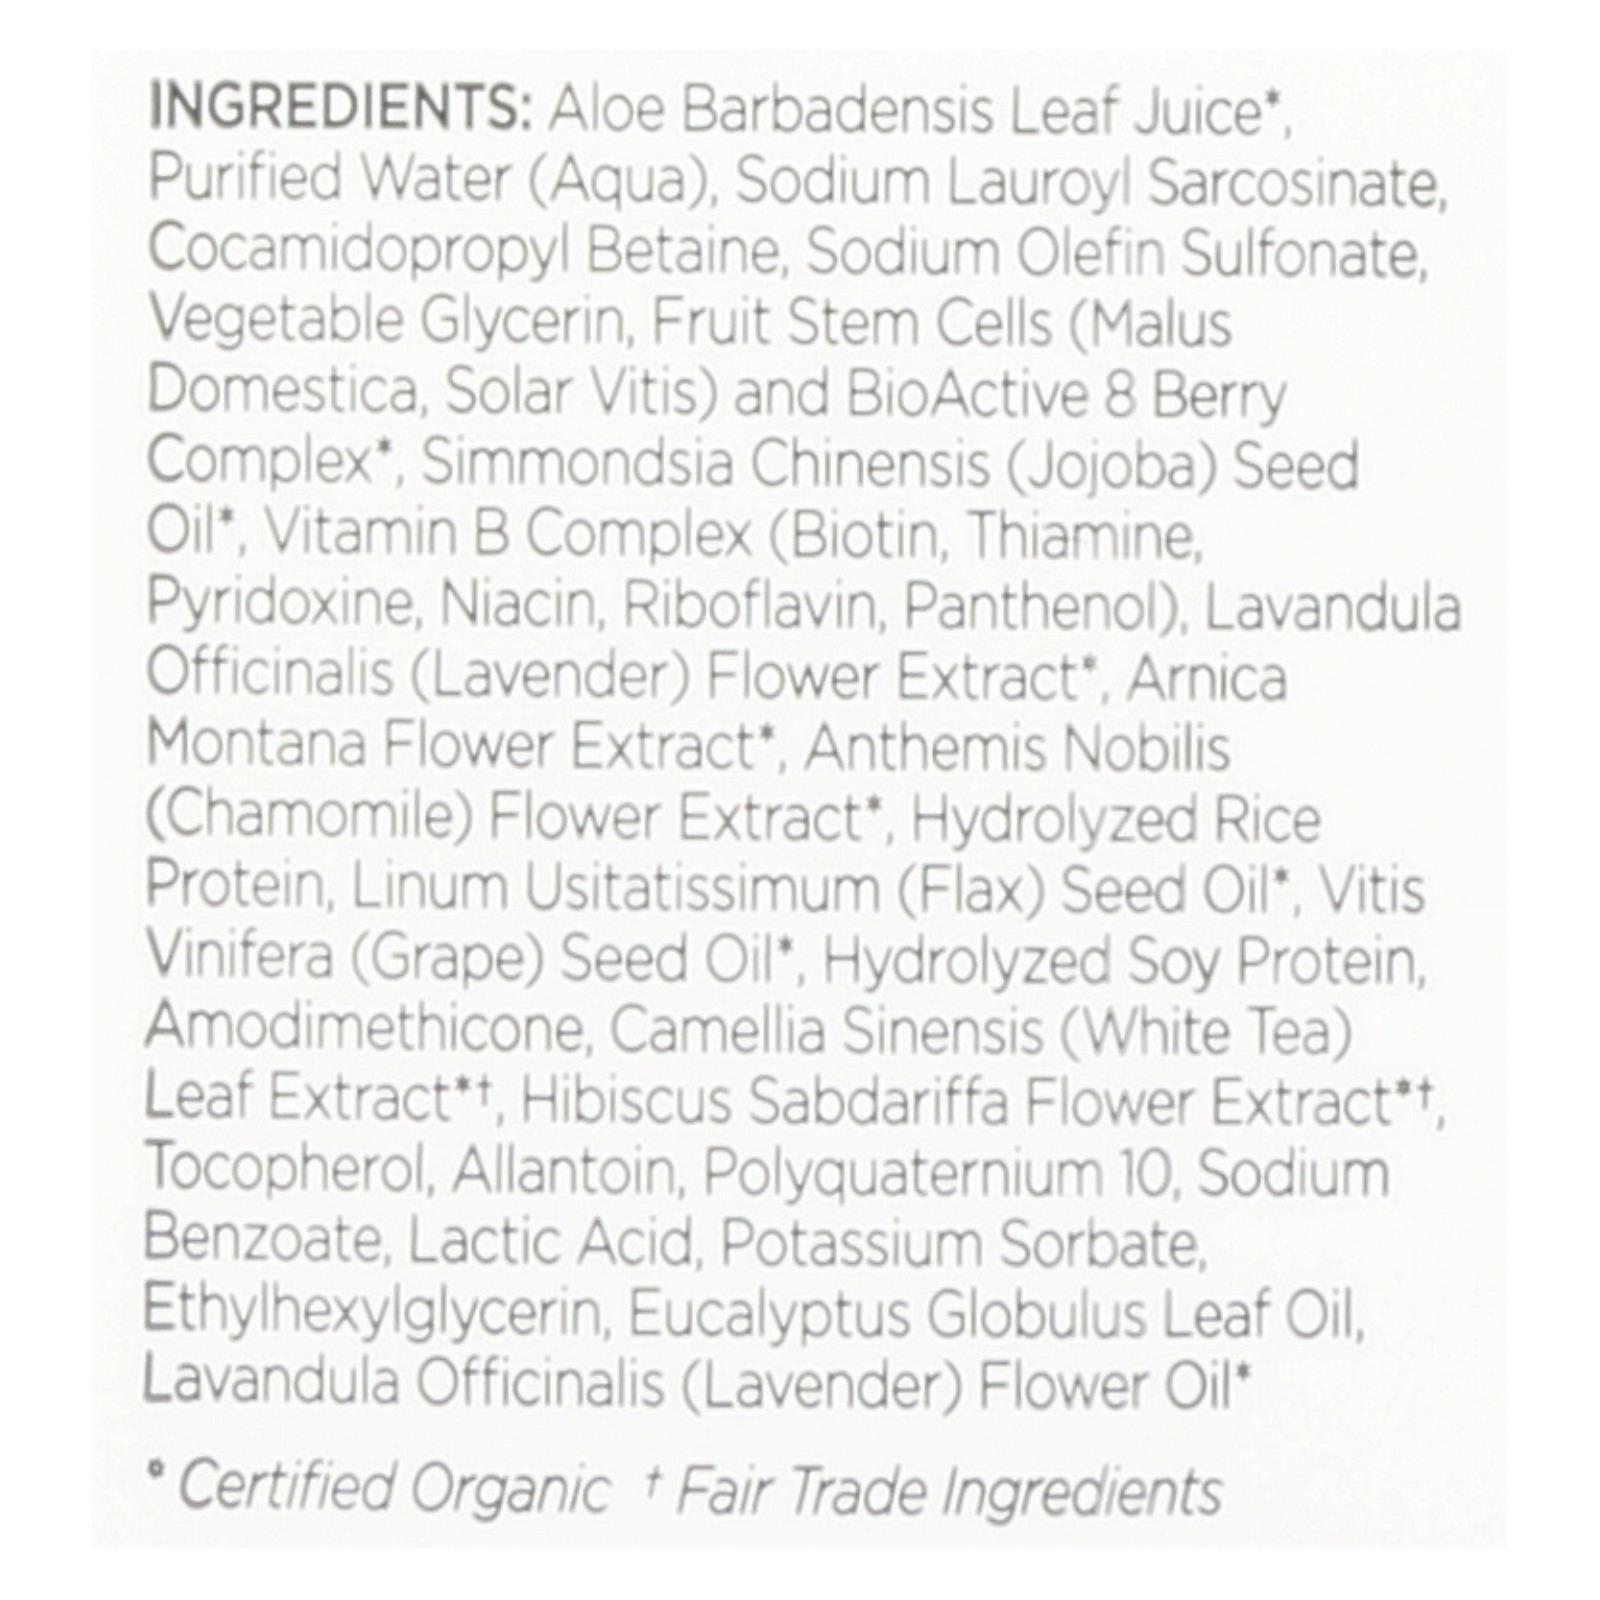 INGREDIENTS: Aloe Barbadensis Leaf Juice*,
Purified Water (Aqua), Sodium Lauroyl Sarcosinate,
Cocamidopropyl Betaine, Sodium Olefin Sulfonate,
Vegetable Glycerin, Fruit Stem Cells (Malus
Domestica, Solar Vitis) and BioActive 8 Berry
Complex*, Simmondsia Chinensis (Jojoba) Seed
Oil*, Vitamin B Complex (Biotin, Thiamine,
Pyridoxine, Niacin, Riboflavin, Panthenol), Lavandula
Officinalis (Lavender) Flower Extract*, Arnica
Montana Flower Extract*, Anthemis Nobilis
(Chamomile) Flower Extract*, Hydrolyzed Rice
Protein, Linum Usitatissimum (Flax) Seed Oil*, Vitis
Vinifera (Grape) Seed Oil*, Hydrolyzed Soy Protein,
Amodimethicone, Camellia Sinensis (White Tea)
Leaf Extract*†, Hibiscus Sabdariffa Flower Extract*†,
Tocopherol, Allantoin, Polyquaternium 10, Sodium
Benzoate, Lactic Acid, Potassium Sorbate,
Ethylhexylglycerin, Eucalyptus Globulus Leaf Oil,
Lavandula Officinalis (Lavender) Flower Oil*
* Certified Organic † Fair Trade Ingredients